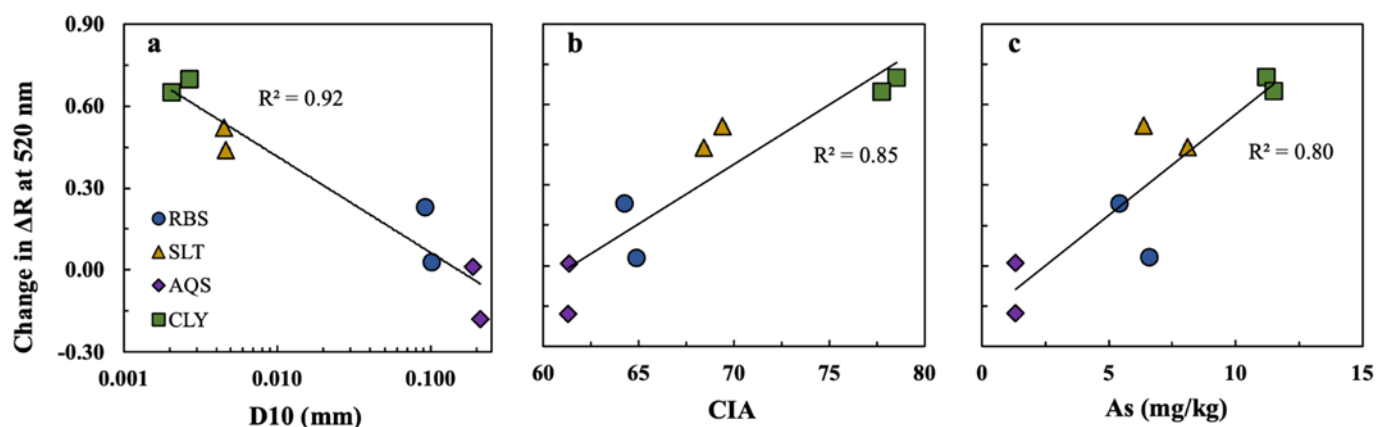 a
b
c
0.90
0.60
0.30
0.00
-0.30
Change in ΔR at 520 nm
R² = 0.92
R² = 0.85
R² = 0.80
RBS
SLT
AQS
CLY
0.001 0.010 0.100
60 65 70 75 80
0 5 10 15
D10 (mm)
CIA
As (mg/kg)